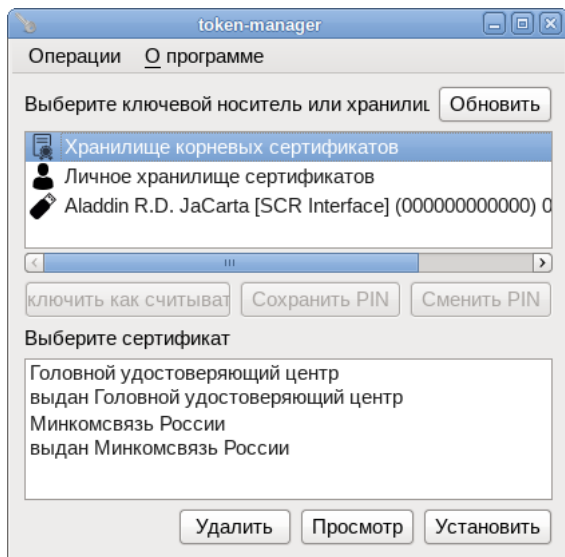 token-manager
Операции О программе
Выберите ключевой носитель или хранилищ Обновить
Хранилище корневых сертификатов
Личное хранилище сертификатов
Aladdin R.D. JaCarta [SCR Interface] (000000000000) 0
ключить как считыват Сохранить PIN Сменить PIN
Выберите сертификат
Головной удостоверяющий центр
выдан Головной удостоверяющий центр
Минкомсвязь России
выдан Минкомсвязь России
Удалить Просмотр Установить